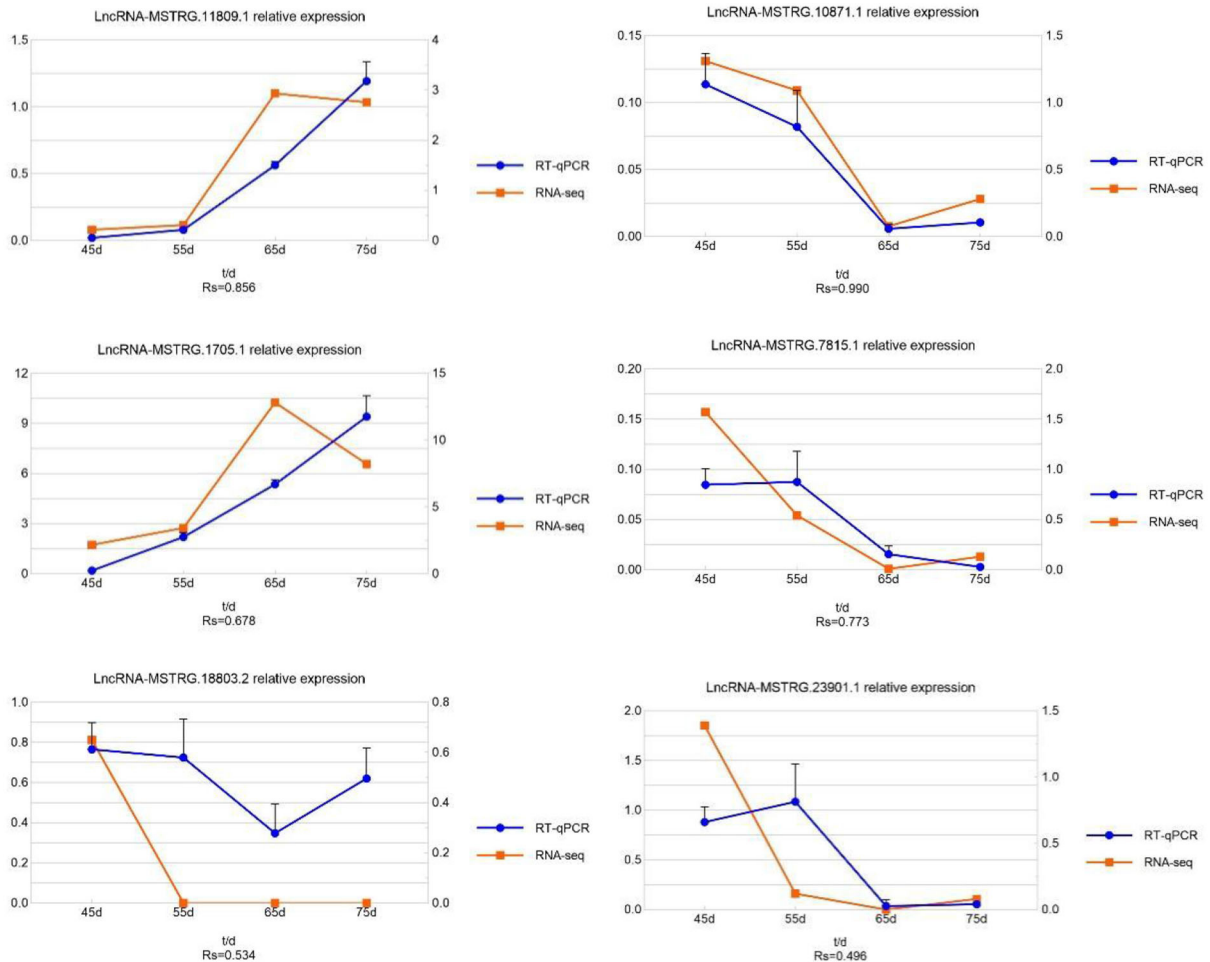 LncRNA-MSTRG.11809.1 relative expression
1.5 4
3
1.0
2
0.5
1
0.0 0
45d 55d 65d 75d
t/d
Rs=0.856
RT-qPCR
RNA-seq
LncRNA-MSTRG.10871.1 relative expression
0.15 1.5
0.10 1.0
0.05 0.5
0.00 0.0
45d 55d 65d 75d
t/d
Rs=0.990
RT-qPCR
RNA-seq
LncRNA-MSTRG.1705.1 relative expression
12 15
9
10
6
5
3
0 0
45d 55d 65d 75d
t/d
Rs=0.678
RT-qPCR
RNA-seq
LncRNA-MSTRG.7815.1 relative expression
0.20 2.0
0.15 1.5
0.10 1.0
0.05 0.5
0.00 0.0
45d 55d 65d 75d
t/d
Rs=0.773
RT-qPCR
RNA-seq
LncRNA-MSTRG.18803.2 relative expression
1.0 0.8
0.8
0.6
0.6
0.4
0.4
0.2
0.2
0.0 0.0
45d 55d 65d 75d
t/d
Rs=0.534
RT-qPCR
RNA-seq
LncRNA-MSTRG.23901.1 relative expression
2.0 1.5
1.5
1.0
1.0
0.5
0.5
0.0 0.0
45d 55d 65d 75d
t/d
Rs=0.496
RT-qPCR
RNA-seq